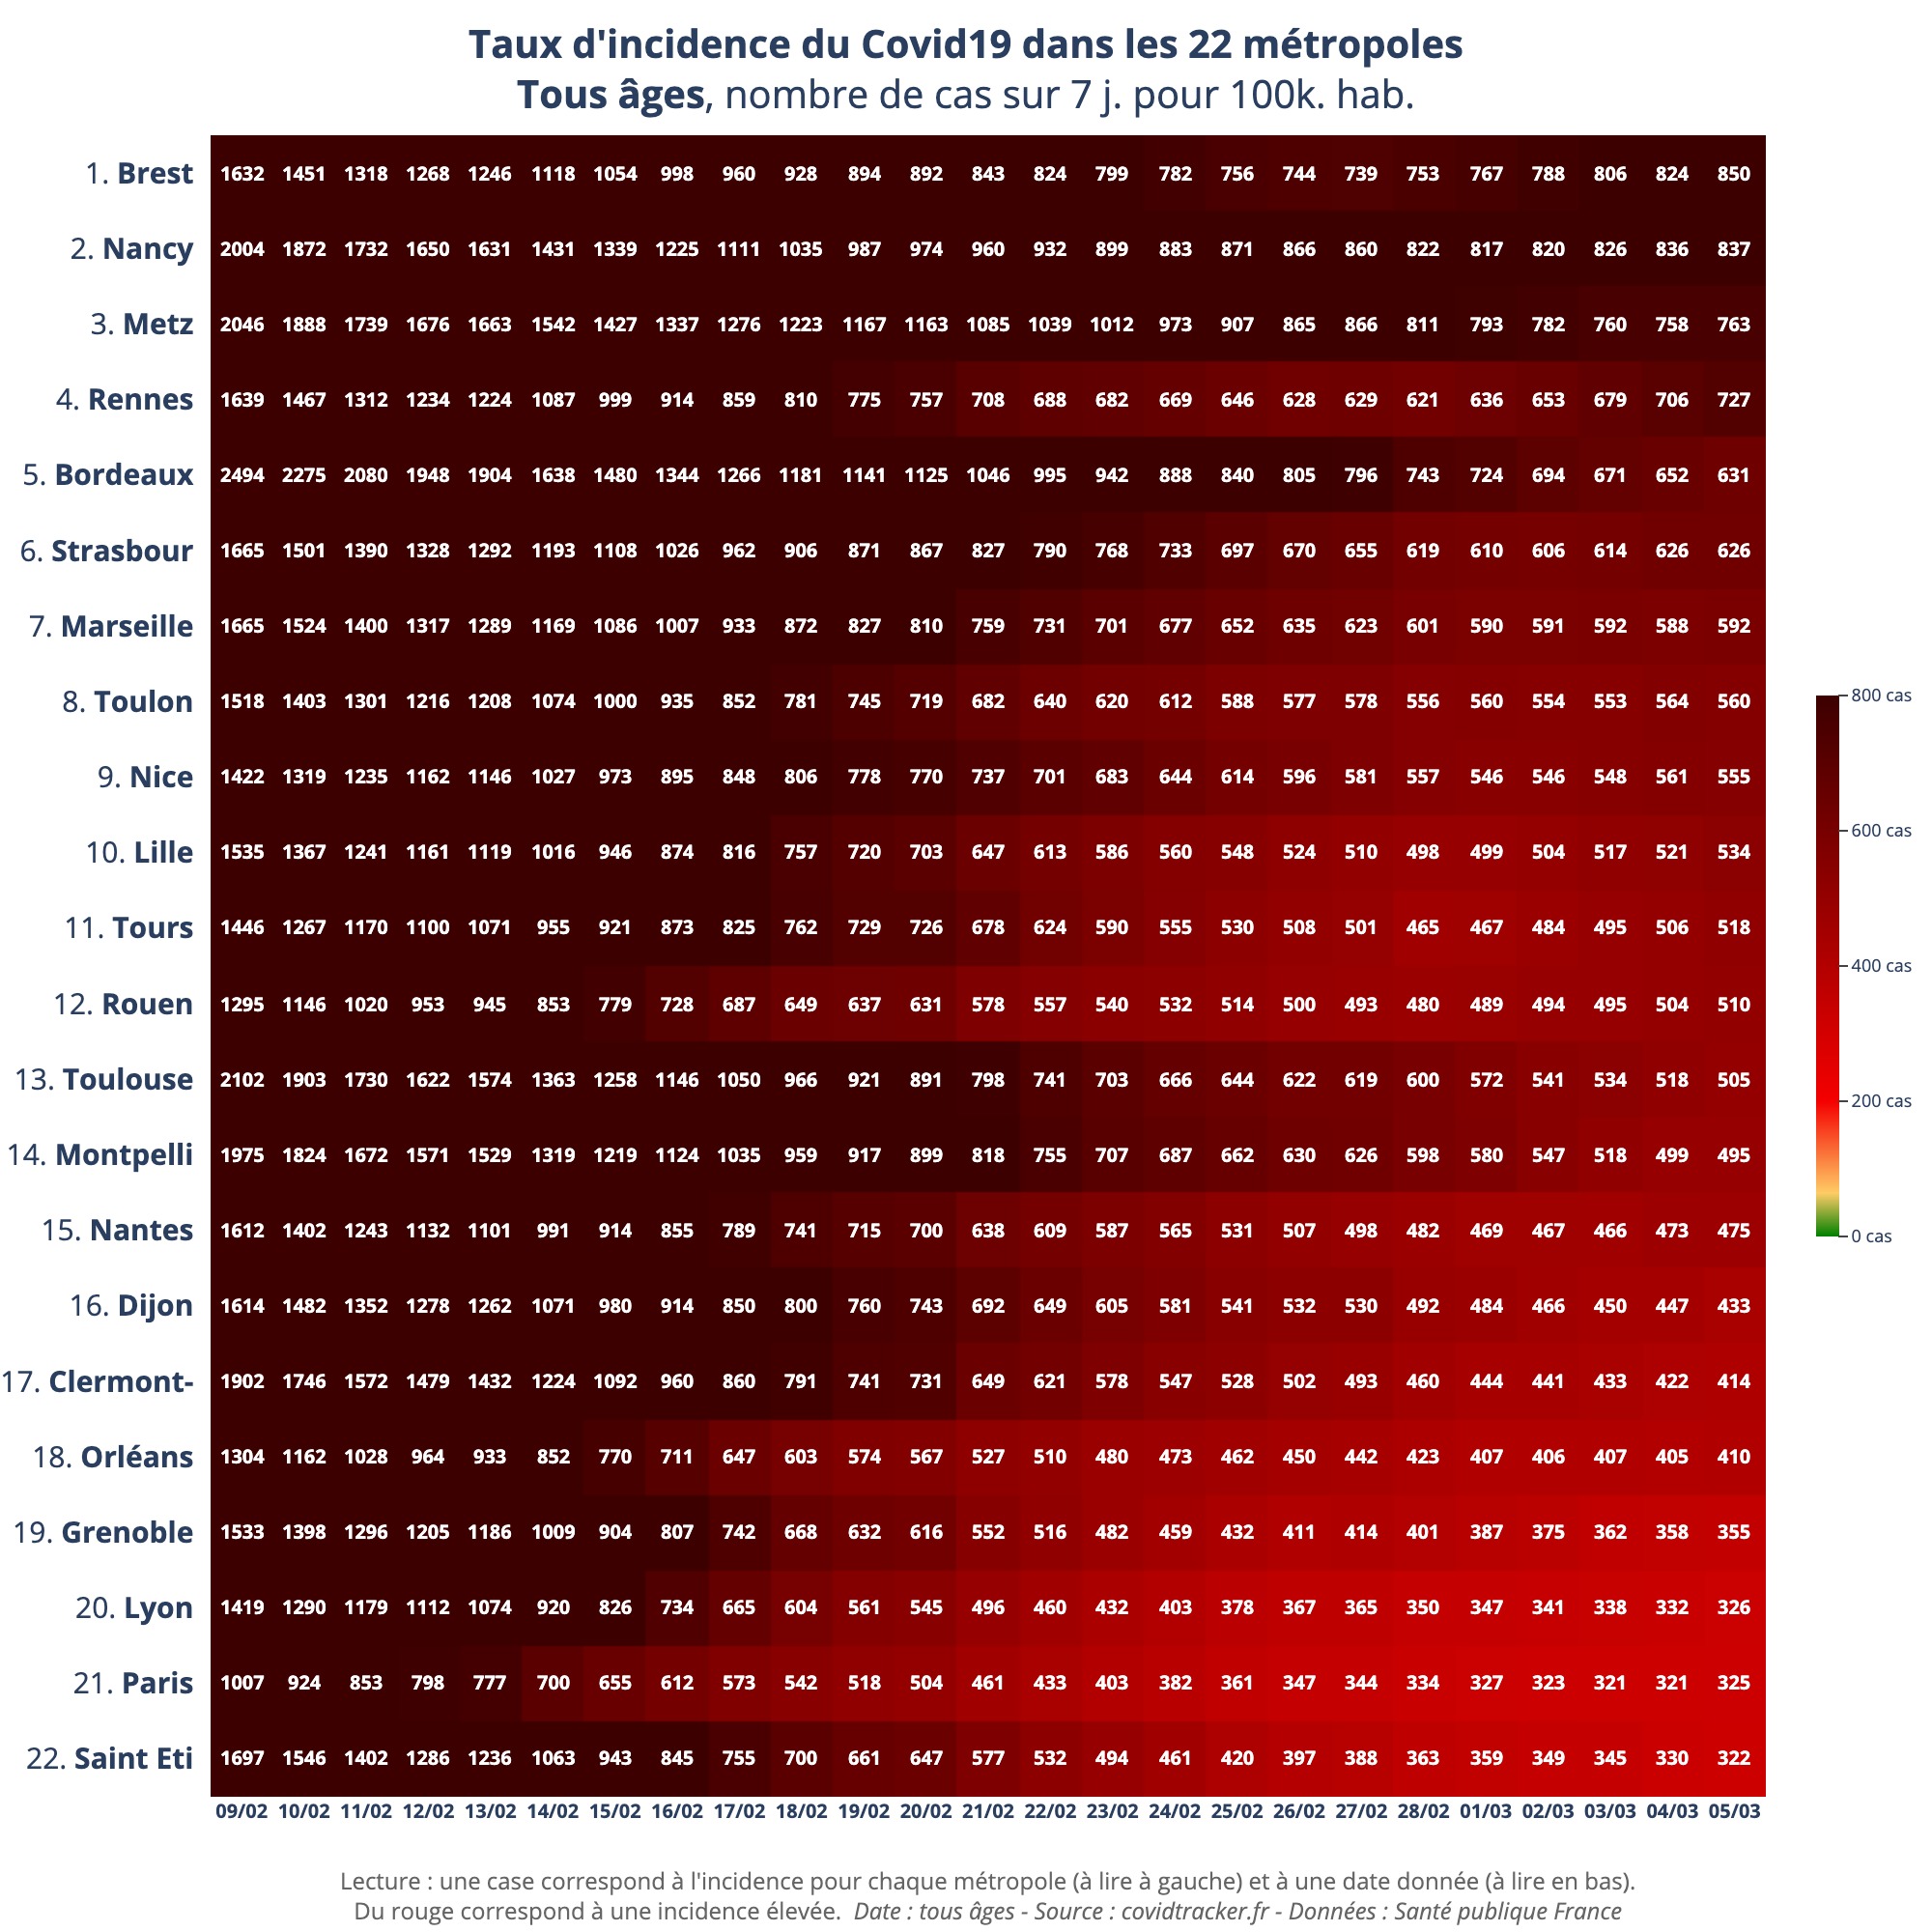 Taux d'incidence du Covid19 dans les 22 métropoles
Tous âges, nombre de cas sur 7 j. pour 100k. hab.
1. Brest 1632 1451 1318 1268 1246 1118 1054 998 960 928 894 892 843 824 799 782 756 744 739 753 767 788 806 824 850
2. Nancy 2004 1872 1732 1650 1631 1431 1339 1225 1111 1035 987 974 960 932 899 883 871 866 860 822 817 820 826 836 837
3. Metz 2046 1888 1739 1676 1663 1542 1427 1337 1276 1223 1167 1163 1085 1039 1012 973 907 865 866 811 793 782 760 758 763
4. Rennes 1639 1467 1312 1234 1224 1087 999 914 859 810 775 757 708 688 682 669 646 628 629 621 636 653 679 706 727
5. Bordeaux 2494 2275 2080 1948 1904 1638 1480 1344 1266 1181 1141 1125 1046 995 942 888 840 805 796 743 724 694 671 652 631
6. Strasbour 1665 1501 1390 1328 1292 1193 1108 1026 962 906 871 867 827 790 768 733 697 670 655 619 610 606 614 626 626
7. Marseille 1665 1524 1400 1317 1289 1169 1086 1007 933 872 827 810 759 731 701 677 652 635 623 601 590 591 592 588 592
8. Toulon 1518 1403 1301 1216 1208 1074 1000 935 852 781 745 719 682 640 620 612 588 577 578 556 560 554 553 564 560
9. Nice 1422 1319 1235 1162 1146 1027 973 895 848 806 778 770 737 701 683 644 614 596 581 557 546 546 548 561 555
10. Lille 1535 1367 1241 1161 1119 1016 946 874 816 757 720 703 647 613 586 560 548 524 510 498 499 504 517 521 534
11. Tours 1446 1267 1170 1100 1071 955 921 873 825 762 729 726 678 624 590 555 530 508 501 465 467 484 495 506 518
12. Rouen 1295 1146 1020 953 945 853 779 728 687 649 637 631 578 557 540 532 514 500 493 480 489 494 495 504 510
13. Toulouse 2102 1903 1730 1622 1574 1363 1258 1146 1050 966 921 891 798 741 703 666 644 622 619 600 572 541 534 518 505
14. Montpelli 1975 1824 1672 1571 1529 1319 1219 1124 1035 959 917 899 818 755 707 687 662 630 626 598 580 547 518 499 495
15. Nantes 1612 1402 1243 1132 1101 991 914 855 789 741 715 700 638 609 587 565 531 507 498 482 469 467 466 473 475
16. Dijon 1614 1482 1352 1278 1262 1071 980 914 850 800 760 743 692 649 605 581 541 532 530 492 484 466 450 447 433
17. Clermont- 1902 1746 1572 1479 1432 1224 1092 960 860 791 741 731 649 621 578 547 528 502 493 460 444 441 433 422 414
18. Orléans 1304 1162 1028 964 933 852 770 711 647 603 574 567 527 510 480 473 462 450 442 423 407 406 407 405 410
19. Grenoble 1533 1398 1296 1205 1186 1009 904 807 742 668 632 616 552 516 482 459 432 411 414 401 387 375 362 358 355
20. Lyon 1419 1290 1179 1112 1074 920 826 734 665 604 561 545 496 460 432 403 378 367 365 350 347 341 338 332 326
21. Paris 1007 924 853 798 777 700 655 612 573 542 518 504 461 433 403 382 361 347 344 334 327 323 321 321 325
22. Saint Eti 1697 1546 1402 1286 1236 1063 943 845 755 700 661 647 577 532 494 461 420 397 388 363 359 349 345 330 322
09/02 10/02 11/02 12/02 13/02 14/02 15/02 16/02 17/02 18/02 19/02 20/02 21/02 22/02 23/02 24/02 25/02 26/02 27/02 28/02 01/03 02/03 03/03 04/03 05/03
800 cas
600 cas
400 cas
200 cas
0 cas
Lecture : une case correspond à l'incidence pour chaque métropole (à lire à gauche) et à une date donnée (à lire en bas).
Du rouge correspond à une incidence élevée. Date : tous âges - Source : covidtracker.fr - Données : Santé publique France